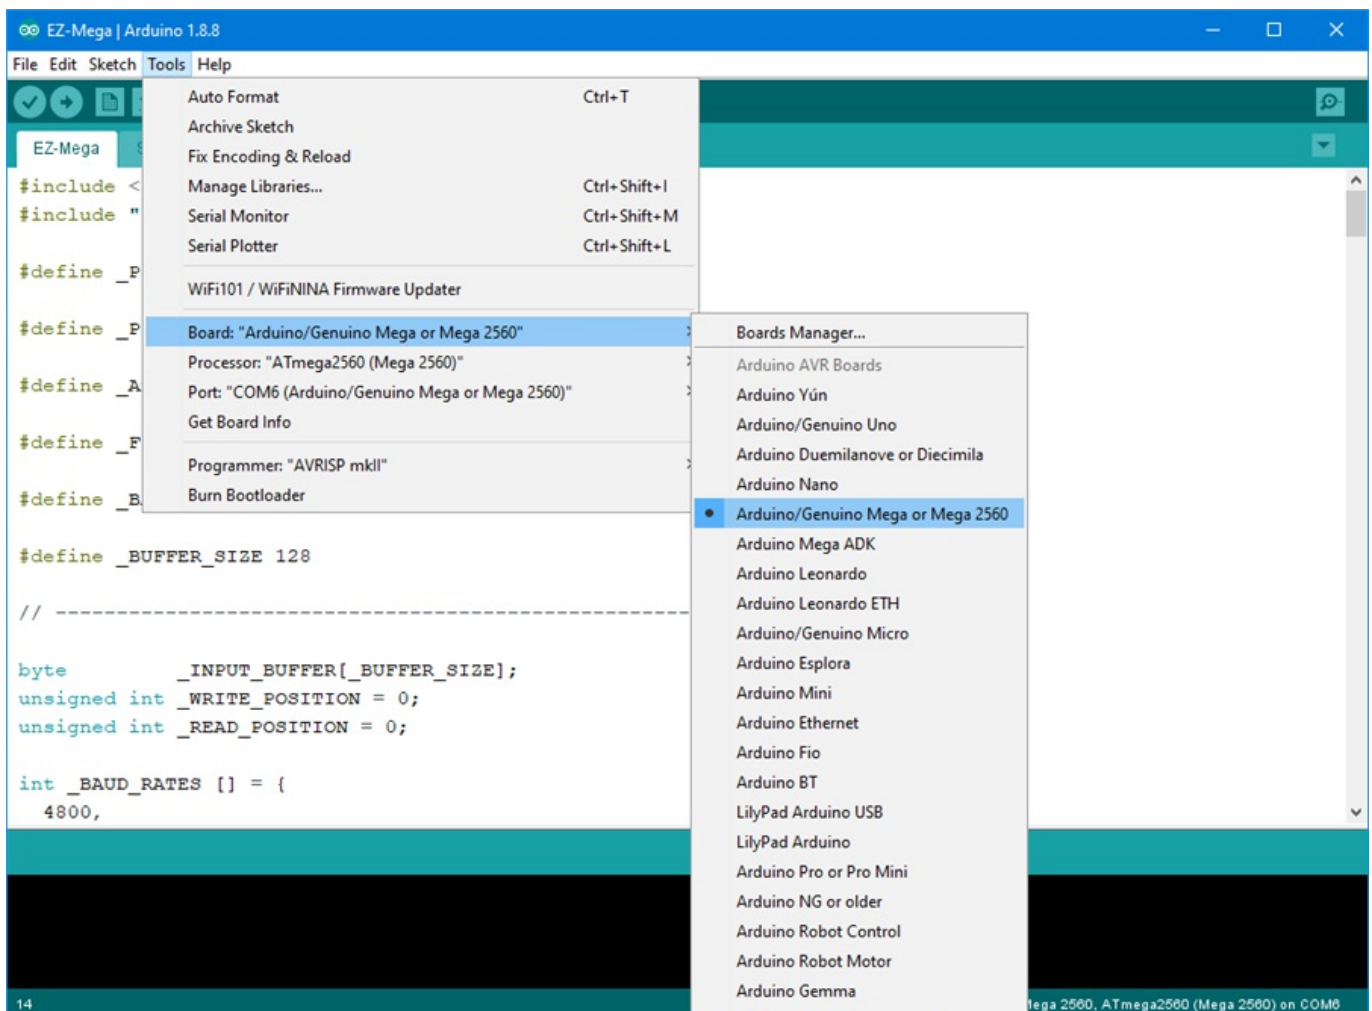 EZ-Mega | Arduino 1.8.8
File Edit Sketch Tools Help
Auto Format Ctrl+T
Archive Sketch
Fix Encoding & Reload
Manage Libraries... Ctrl+Shift+I
Serial Monitor Ctrl+Shift+M
Serial Plotter Ctrl+Shift+L
WiFi101 / WiFiNINA Firmware Updater
Board: "Arduino/Genuino Mega or Mega 2560"
Processor: "ATmega2560 (Mega 2560)"
Port: "COM6 (Arduino/Genuino Mega or Mega 2560)"
Get Board Info
Programmer: "AVRISP mkII"
Burn Bootloader
Boards Manager...
Arduino AVR Boards
Arduino Yún
Arduino/Genuino Uno
Arduino Duemilanove or Diecimila
Arduino Nano
Arduino/Genuino Mega or Mega 2560
Arduino Mega ADK
Arduino Leonardo
Arduino Leonardo ETH
Arduino/Genuino Micro
Arduino Esplora
Arduino Mini
Arduino Ethernet
Arduino Fio
Arduino BT
LilyPad Arduino USB
LilyPad Arduino
Arduino Pro or Pro Mini
Arduino NG or older
Arduino Robot Control
Arduino Robot Motor
Arduino Gemma
EZ-Mega
#include <
#include "
#define _P
#define _P
#define _A
#define _F
#define _B
#define _BUFFER_SIZE 128
// ----------------------------------------------------
byte _INPUT_BUFFER[_BUFFER_SIZE];
unsigned int _WRITE_POSITION = 0;
unsigned int _READ_POSITION = 0;
int _BAUD_RATES [] = {
4800,
14 2560, ATmega2560 (Mega 2560) on COM6